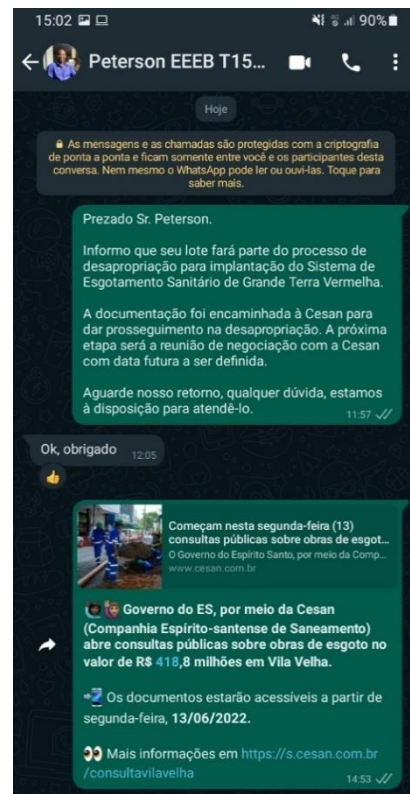 15:02 90%
Peterson EEEB T15...
Hoje
As mensagens e as chamadas são protegidas com a criptografia
de ponta a ponta e ficam somente entre você e os participantes desta
conversa. Nem mesmo o WhatsApp pode ler ou ouvi-las. Toque para
saber mais.
Prezado Sr. Peterson.
Informo que seu lote fará parte do processo de
desapropriação para implantação do Sistema de
Esgotamento Sanitário de Grande Terra Vermelha.
A documentação foi encaminhada à Cesan para
dar prosseguimento na desapropriação. A próxima
etapa será a reunião de negociação com a Cesan
com data futura a ser definida.
Aguarde nosso retorno, qualquer dúvida, estamos
à disposição para atendê-lo.
11:57
Ok, obrigado 12:05
Começam nesta segunda-feira (13)
consultas públicas sobre obras de esgot...
O Governo do Espírito Santo, por meio da Comp...
www.cesan.com.br
Governo do ES, por meio da Cesan
(Companhia Espírito-santense de Saneamento)
abre consultas públicas sobre obras de esgoto no
valor de R$ 418,8 milhões em Vila Velha.
Os documentos estarão acessíveis a partir de
segunda-feira, 13/06/2022.
Mais informações em https://s.cesan.com.br
/consultavilavelha
14:53